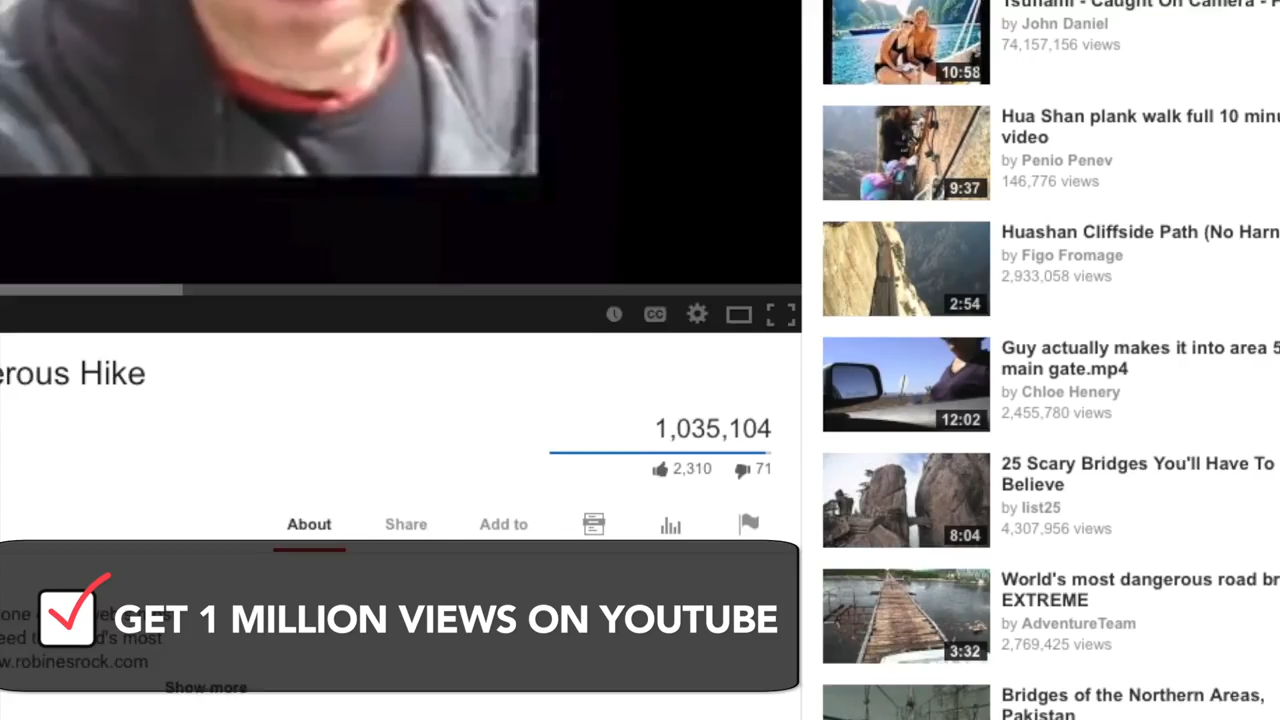 erous Hike
1,035,104
2,310 71
About Share Add to
GET 1 MILLION VIEWS ON YOUTUBE
w.robinesrock.com
Show more
CC
Tsunami - Caught On Camera -
by John Daniel
74,157,156 views
10:58
Hua Shan plank walk full 10 minu
video
by Penio Penev
146,776 views
9:37
Huashan Cliffside Path (No Harn
by Figo Fromage
2,933,058 views
2:54
Guy actually makes it into area 5
main gate.mp4
by Chloe Henery
2,455,780 views
12:02
25 Scary Bridges You'll Have To
Believe
by list25
4,307,956 views
8:04
World's most dangerous road br
EXTREME
by AdventureTeam
2,769,425 views
3:32
Bridges of the Northern Areas,
Pakistan